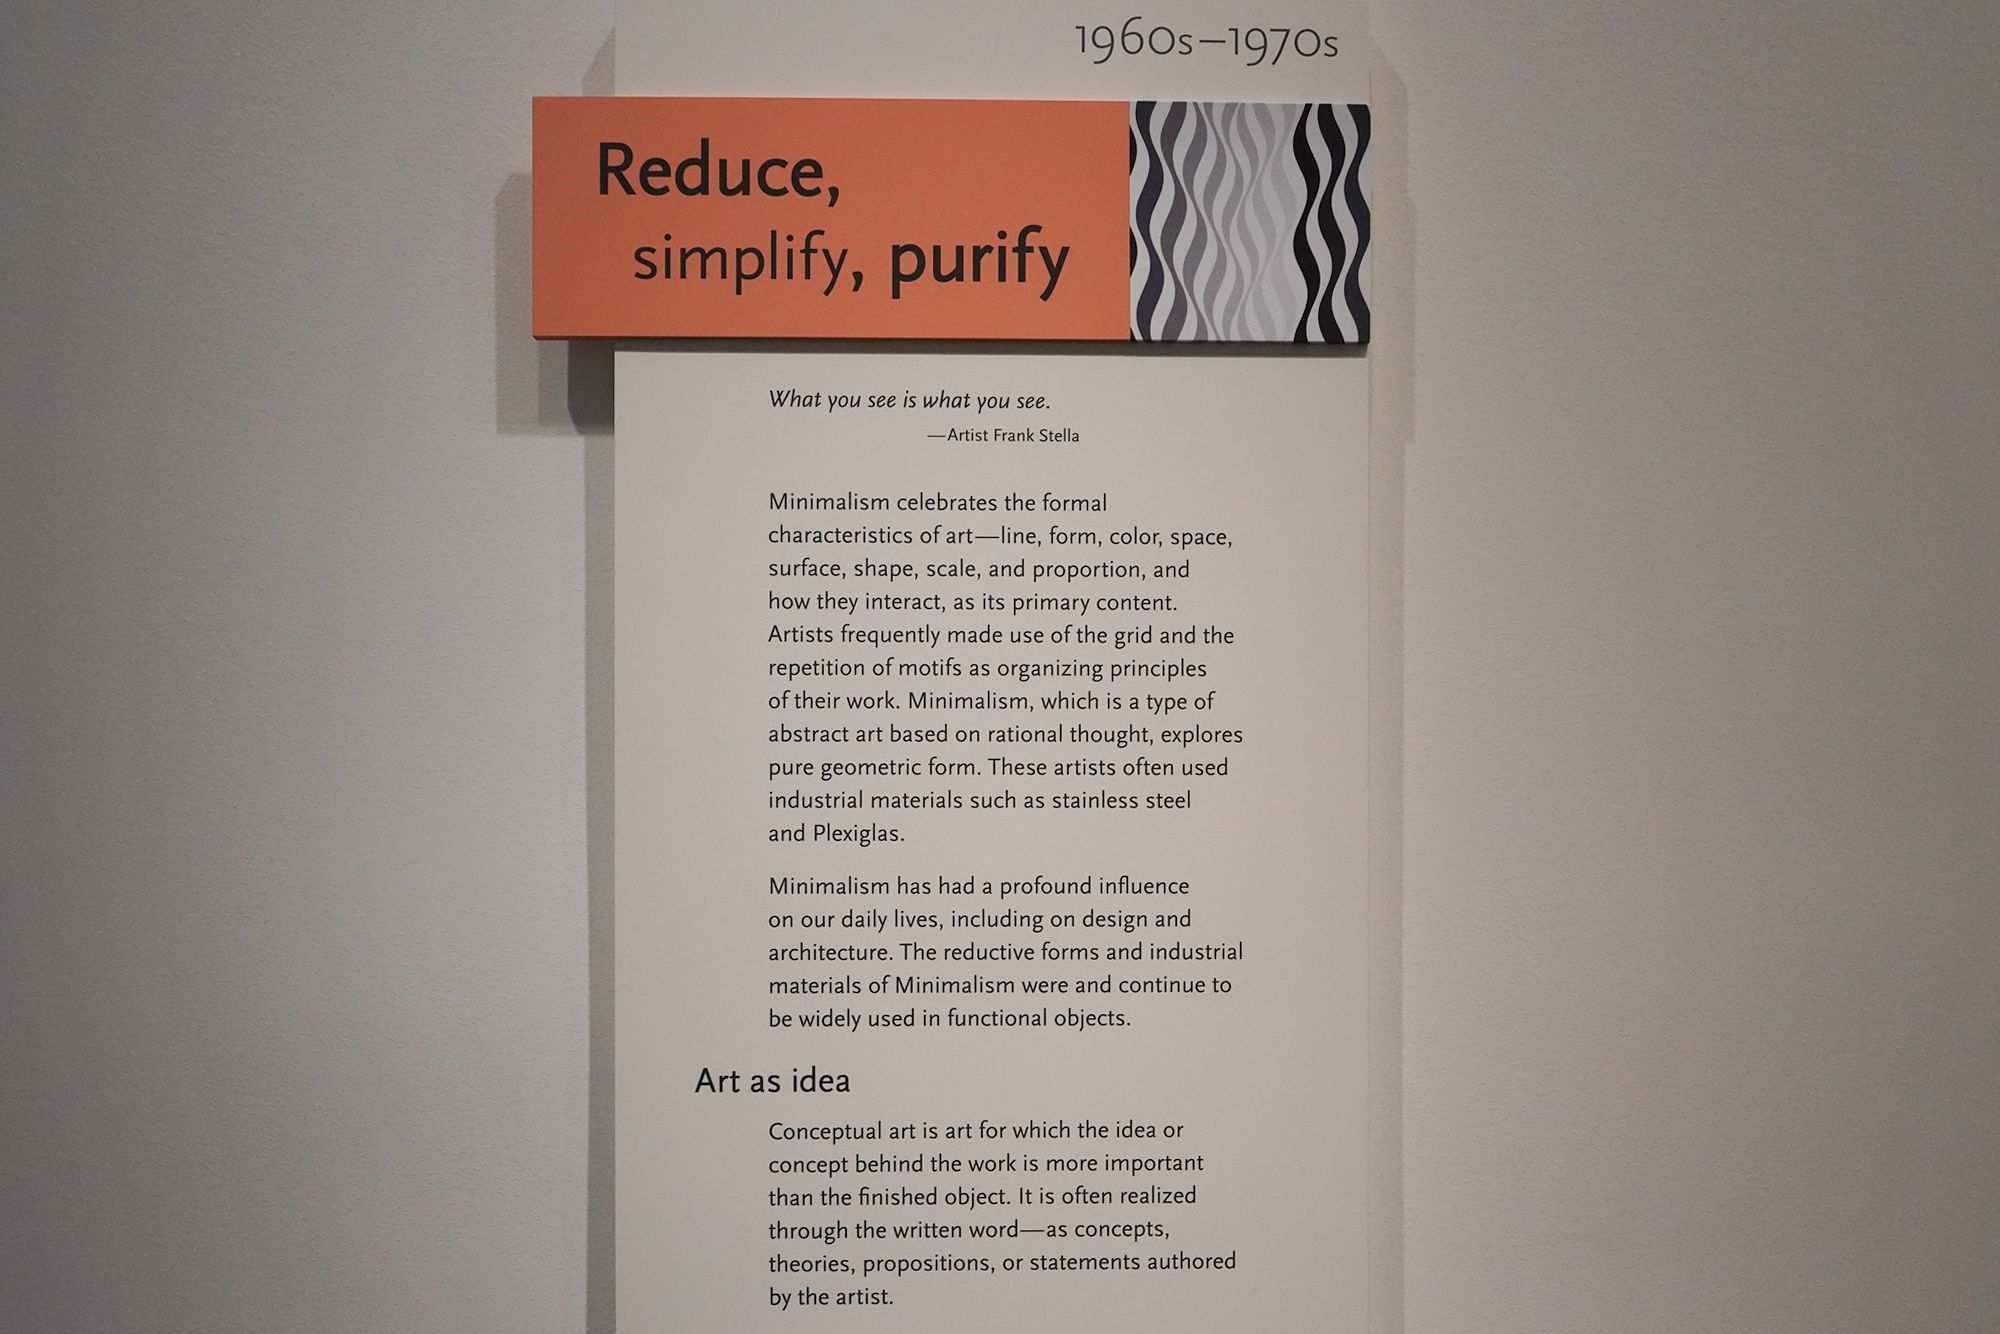 1960s–1970s
Reduce,
simplify, purify
What you see is what you see.
—Artist Frank Stella
Minimalism celebrates the formal
characteristics of art—line, form, color, space,
surface, shape, scale, and proportion, and
how they interact, as its primary content.
Artists frequently made use of the grid and the
repetition of motifs as organizing principles
of their work. Minimalism, which is a type of
abstract art based on rational thought, explores
pure geometric form. These artists often used
industrial materials such as stainless steel
and Plexiglas.
Minimalism has had a profound influence
on our daily lives, including on design and
architecture. The reductive forms and industrial
materials of Minimalism were and continue to
be widely used in functional objects.
Art as idea
Conceptual art is art for which the idea or
concept behind the work is more important
than the finished object. It is often realized
through the written word—as concepts,
theories, propositions, or statements authored
by the artist.